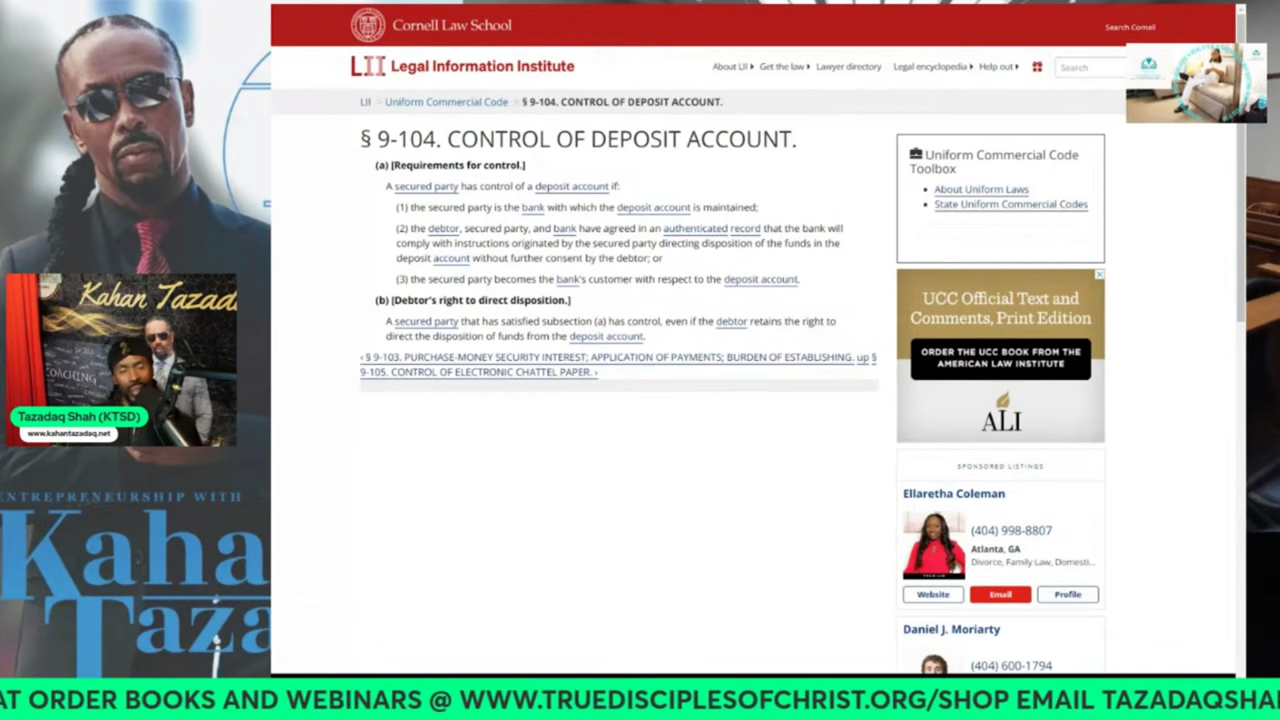 Cornell Law School
Search Cornell
LII Legal Information Institute
About LII Get the law Lawyer directory Legal encyclopedia Help out
Search
LII > Uniform Commercial Code > § 9-104. CONTROL OF DEPOSIT ACCOUNT.
§ 9-104. CONTROL OF DEPOSIT ACCOUNT.
(a) [Requirements for control.]
A secured party has control of a deposit account if:
(1) the secured party is the bank with which the deposit account is maintained;
(2) the debtor, secured party, and bank have agreed in an authenticated record that the bank will
comply with instructions originated by the secured party directing disposition of the funds in the
deposit account without further consent by the debtor; or
(3) the secured party becomes the bank's customer with respect to the deposit account.
(b) [Debtor's right to direct disposition.]
A secured party that has satisfied subsection (a) has control, even if the debtor retains the right to
direct the disposition of funds from the deposit account.
‹ § 9-103. PURCHASE-MONEY SECURITY INTEREST; APPLICATION OF PAYMENTS; BURDEN OF ESTABLISHING. up §
9-105. CONTROL OF ELECTRONIC CHATTEL PAPER. ›
Uniform Commercial Code
Toolbox
About Uniform Laws
State Uniform Commercial Codes
UCC Official Text and
Comments, Print Edition
ORDER THE UCC BOOK FROM THE
AMERICAN LAW INSTITUTE
ALI
SPONSORED LISTINGS
Ellaretha Coleman
(404) 998-8807
Atlanta, GA
Divorce, Family Law, Domesti...
PREMIUM
Website Email Profile
Daniel J. Moriarty
(404) 600-1794
Kahan Tazad
COACHING
Tazadaq Shah (KTSD)
www.kahantazadaq.net
ENTREPRENEURSHIP WITH
Kaha
Taza
AT ORDER BOOKS AND WEBINARS @ WWW.TRUEDISCIPLESOFCHRIST.ORG/SHOP EMAIL TAZADAQSHA